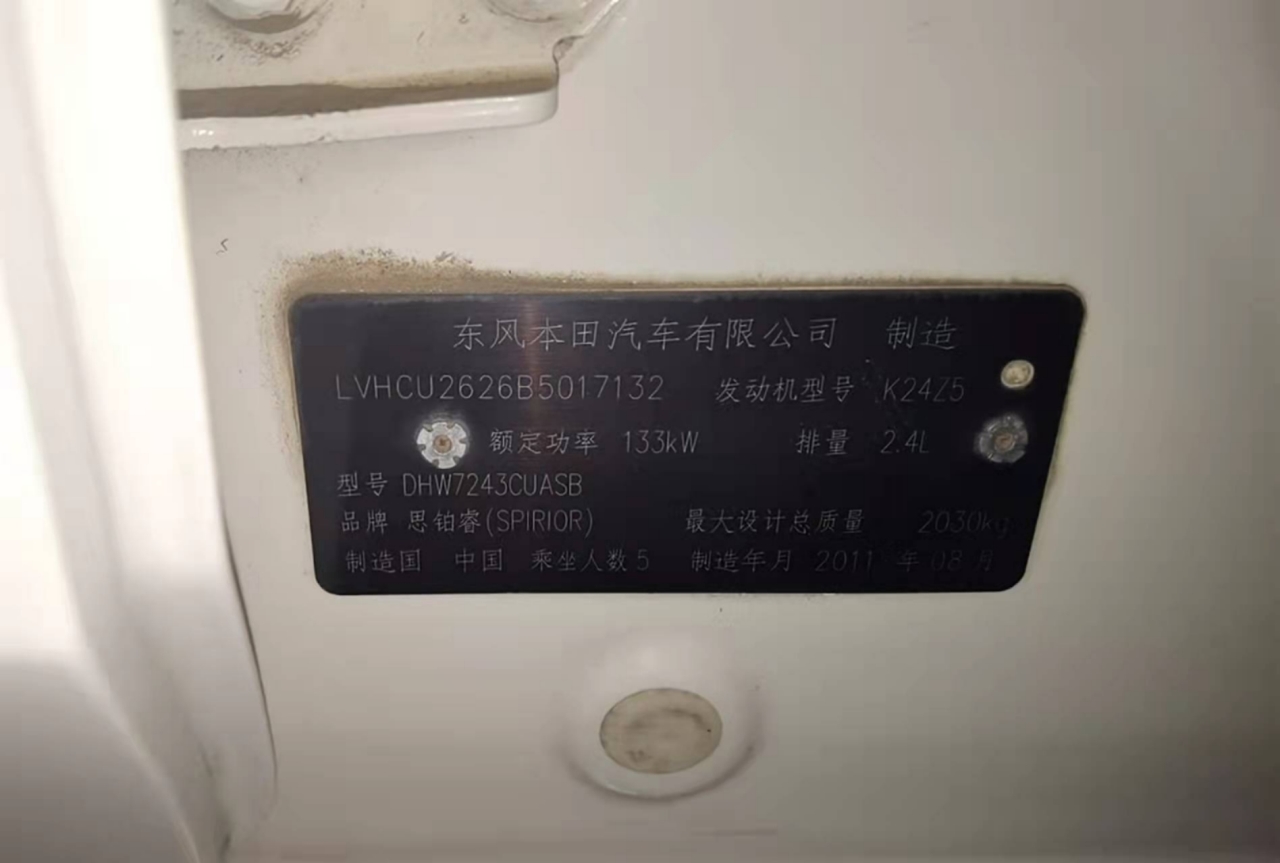 东风本田汽车有限公司 制造
LVHCU2626B5017132 发动机型号 K24Z5
额定功率 133kW 排量 2.4L
型号 DHW7243CUASB
品牌 思铂睿(SPIRIOR) 最大设计总质量 2030kg
制造国 中国 乘坐人数 5 制造年月 2011 年 08 月